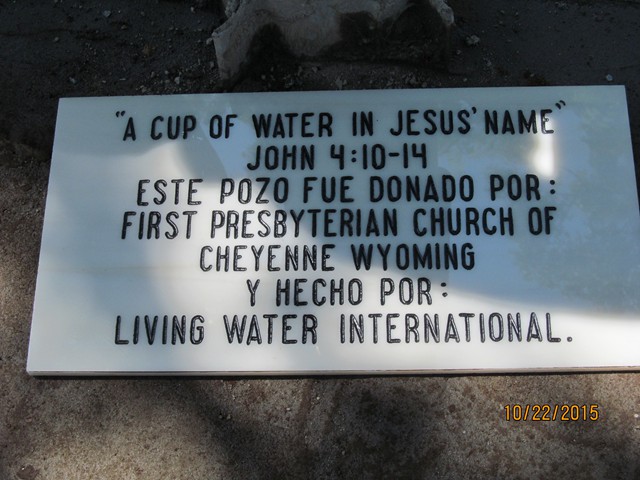 "A CUP OF WATER IN JESUS' NAME"
JOHN 4:10-14
ESTE POZO FUE DONADO POR:
FIRST PRESBYTERIAN CHURCH OF
CHEYENNE WYOMING
Y HECHO POR:
LIVING WATER INTERNATIONAL.
10/22/2015